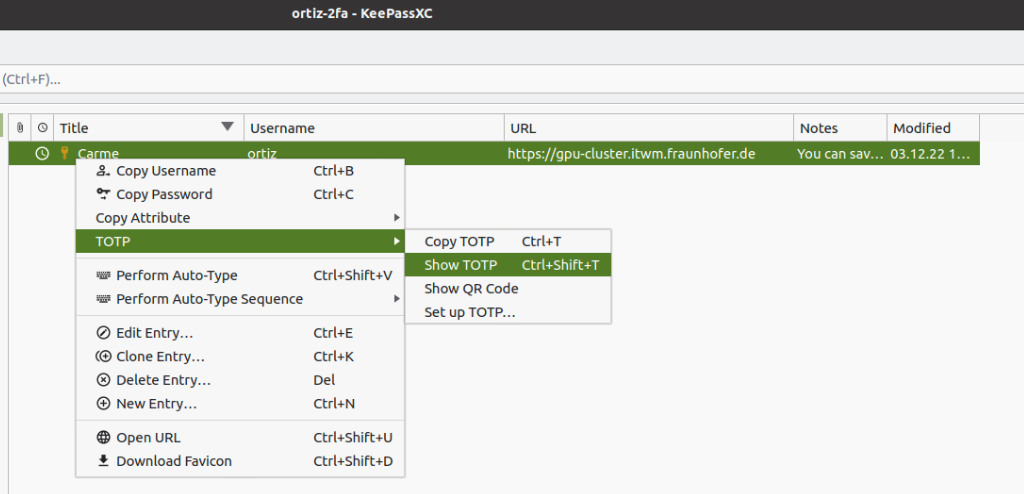 ortiz-2fa - KeePassXC
(Ctrl+F)...
Title Username URL Notes Modified
Carme ortiz https://gpu-cluster.itwm.fraunhofer.de You can sav... 03.12.22 1...
Copy Username Ctrl+B
Copy Password Ctrl+C
Copy Attribute
TOTP
Copy TOTP Ctrl+T
Show TOTP Ctrl+Shift+T
Show QR Code
Set up TOTP...
Perform Auto-Type Ctrl+Shift+V
Perform Auto-Type Sequence
Edit Entry... Ctrl+E
Clone Entry... Ctrl+K
Delete Entry... Del
New Entry... Ctrl+N
Open URL Ctrl+Shift+U
Download Favicon Ctrl+Shift+D